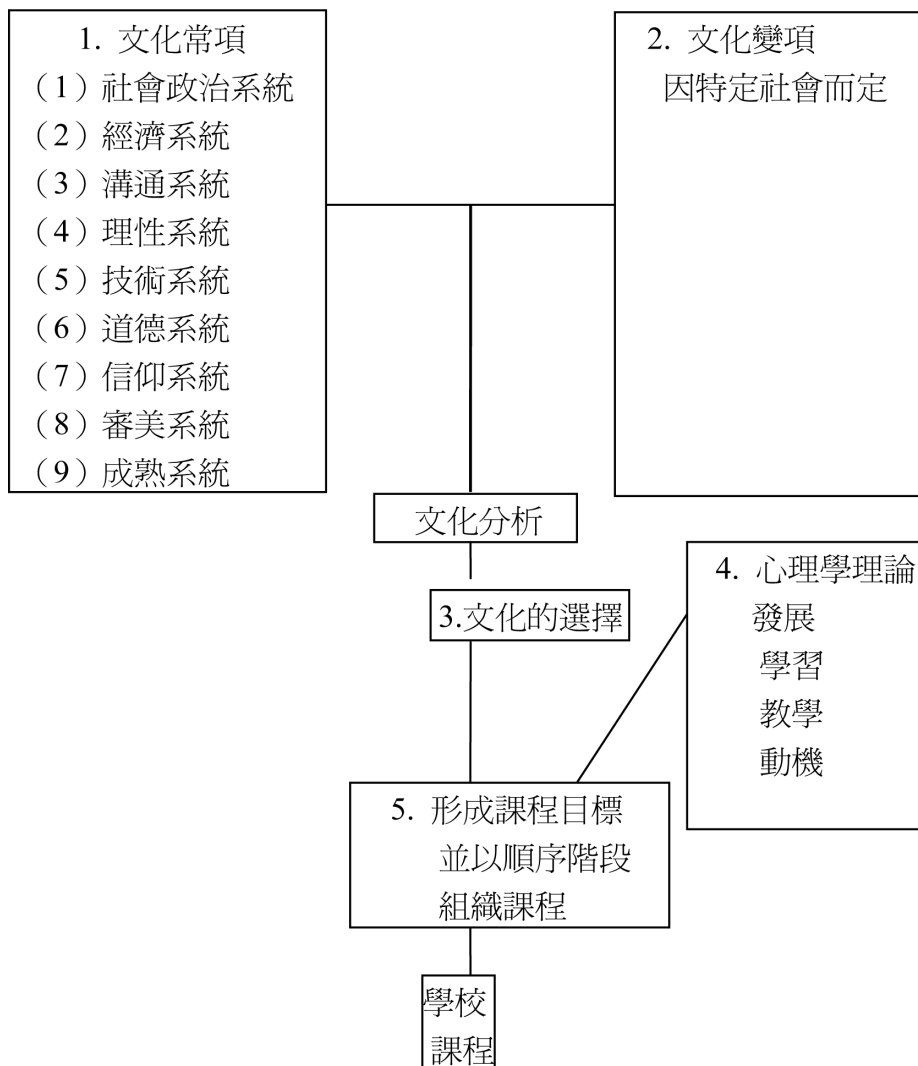 1. 文化常項
（1）社會政治系統
（2）經濟系統
（3）溝通系統
（4）理性系統
（5）技術系統
（6）道德系統
（7）信仰系統
（8）審美系統
（9）成熟系統
2. 文化變項
因特定社會而定
文化分析
3.文化的選擇
4. 心理學理論
發展
學習
教學
動機
5. 形成課程目標
並以順序階段
組織課程
學校
課程